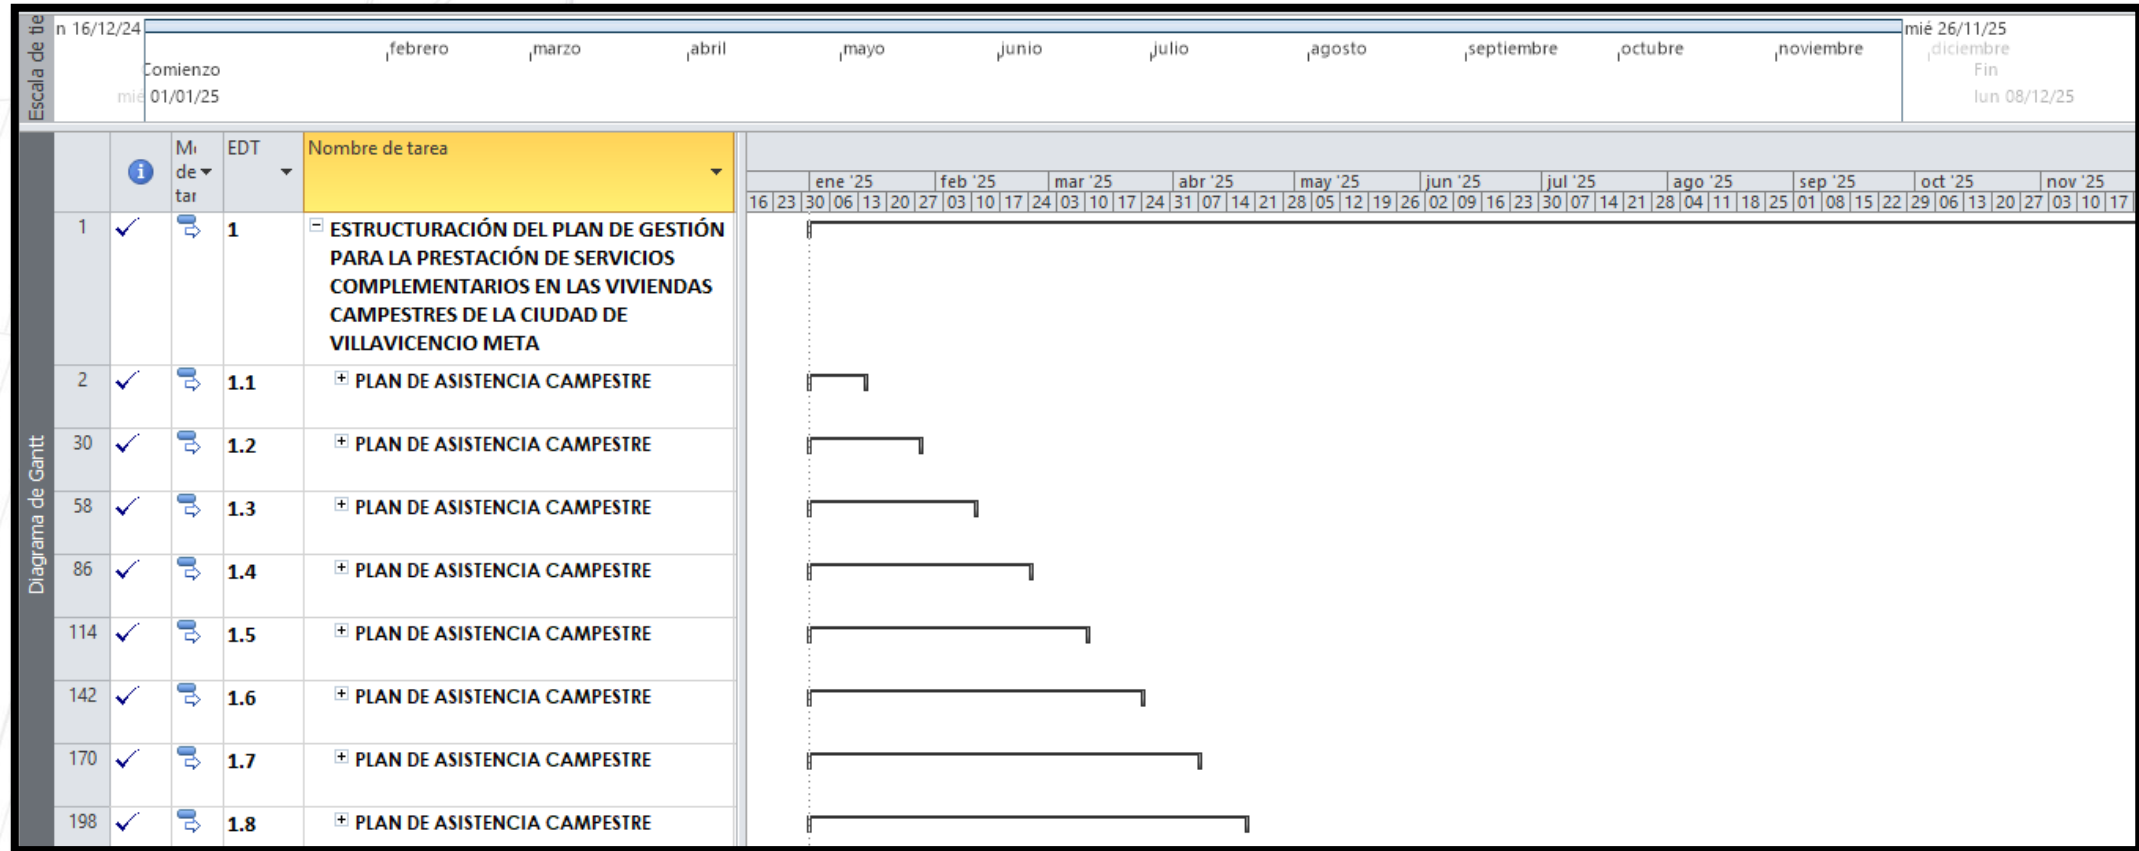 Escala de tie
n 16/12/24
mié 26/11/25
febrero marzo abril mayo junio julio agosto septiembre octubre noviembre diciembre
Comienzo
Fin
mié 01/01/25
lun 08/12/25
Diagrama de Gantt
de
tar
EDT
Nombre de tarea
ene '25 feb '25 mar '25 abr '25 may '25 jun '25 jul '25 ago '25 sep '25 oct '25 nov '25
16 23 30 06 13 20 27 03 10 17 24 03 10 17 24 31 07 14 21 28 05 12 19 26 02 09 16 23 30 07 14 21 28 04 11 18 25 01 08 15 22 29 06 13 20 27 03 10 17
1 1 ESTRUCTURACIÓN DEL PLAN DE GESTIÓN
PARA LA PRESTACIÓN DE SERVICIOS
COMPLEMENTARIOS EN LAS VIVIENDAS
CAMPESTRES DE LA CIUDAD DE
VILLAVICENCIO META
2 1.1 PLAN DE ASISTENCIA CAMPESTRE
30 1.2 PLAN DE ASISTENCIA CAMPESTRE
58 1.3 PLAN DE ASISTENCIA CAMPESTRE
86 1.4 PLAN DE ASISTENCIA CAMPESTRE
114 1.5 PLAN DE ASISTENCIA CAMPESTRE
142 1.6 PLAN DE ASISTENCIA CAMPESTRE
170 1.7 PLAN DE ASISTENCIA CAMPESTRE
198 1.8 PLAN DE ASISTENCIA CAMPESTRE